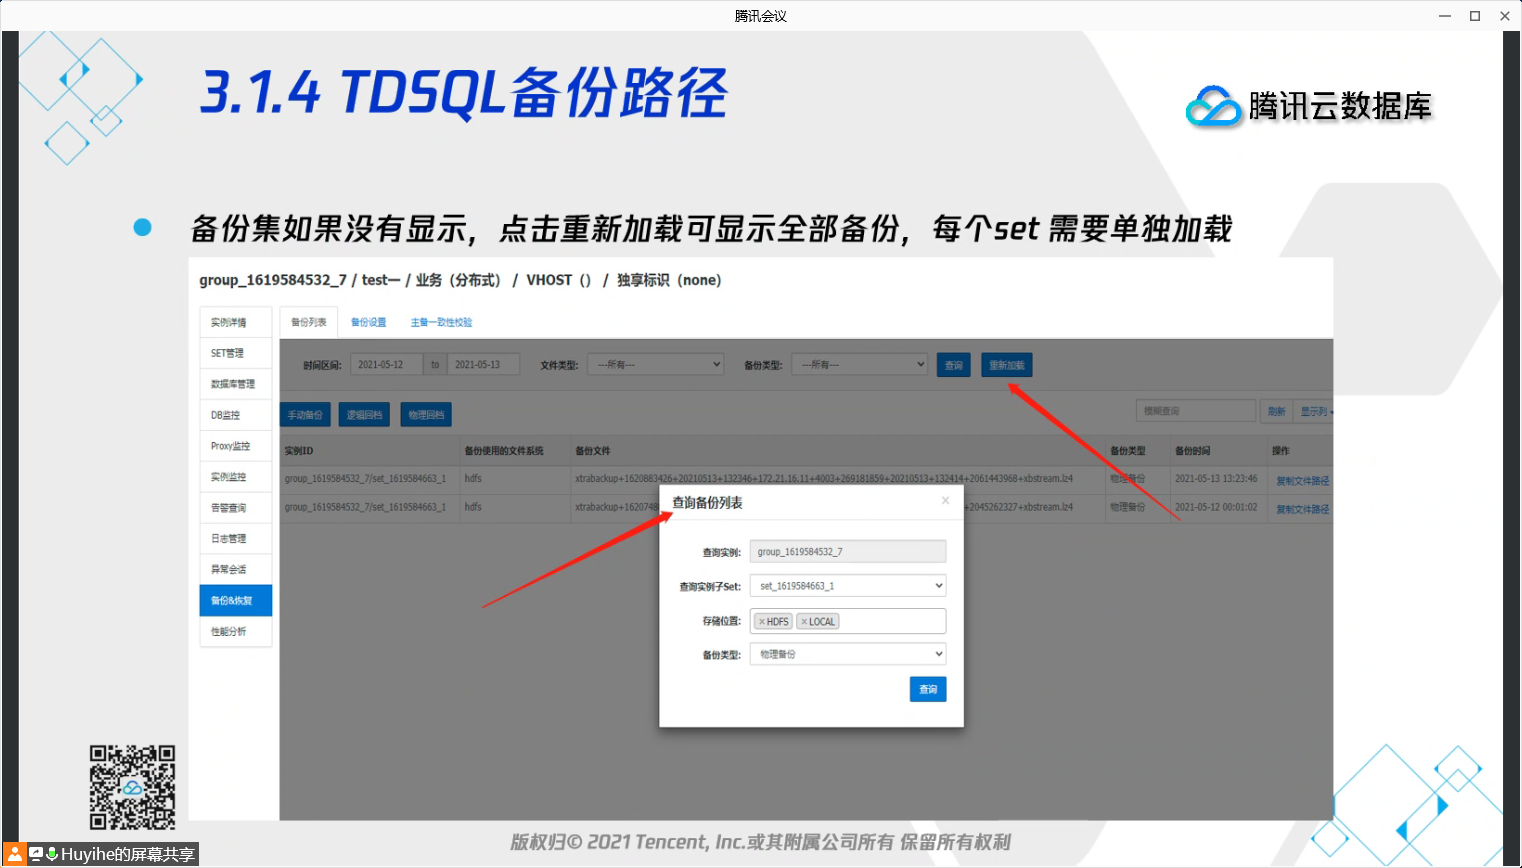 腾讯会议
3.1.4 TDSQL备份路径
腾讯云数据库
备份集如果没有显示，点击重新加载可显示全部备份，每个set 需要单独加载
group_1619584532_7 / test一 / 业务（分布式） / VHOST（） / 独享标识（none）
实例详情
SET管理
数据库管理
DB监控
Proxy监控
实例监控
告警查询
日志管理
异常会话
备份&恢复
性能分析
备份列表 备份设置 主备一致性校验
时间区间: 2021-05-12 to 2021-05-13 文件类型: ---所有--- 备份类型: ---所有--- 查询 重新加载
手动备份 逻辑回档 物理回档 模糊查询 刷新 显示列
实例ID 备份使用的文件系统 备份文件 备份类型 备份时间 操作
group_1619584532_7/set_1619584663_1 hdfs xtrabackup+1620883426+20210513+132346+172.21.16.11+4003+269181859+20210513+132414+2061443968+xbstream.lz4 物理备份 2021-05-13 13:23:46 复制文件路径
group_1619584532_7/set_1619584663_1 hdfs xtrabackup+1620748 +2045262327+xbstream.lz4 物理备份 2021-05-12 00:01:02 复制文件路径
查询备份列表 ×
查询实例: group_1619584532_7
查询实例子Set: set_1619584663_1
存储位置: ×HDFS ×LOCAL
备份类型: 物理备份
查询
版权归© 2021 Tencent, Inc.或其附属公司所有 保留所有权利
Huyihe的屏幕共享